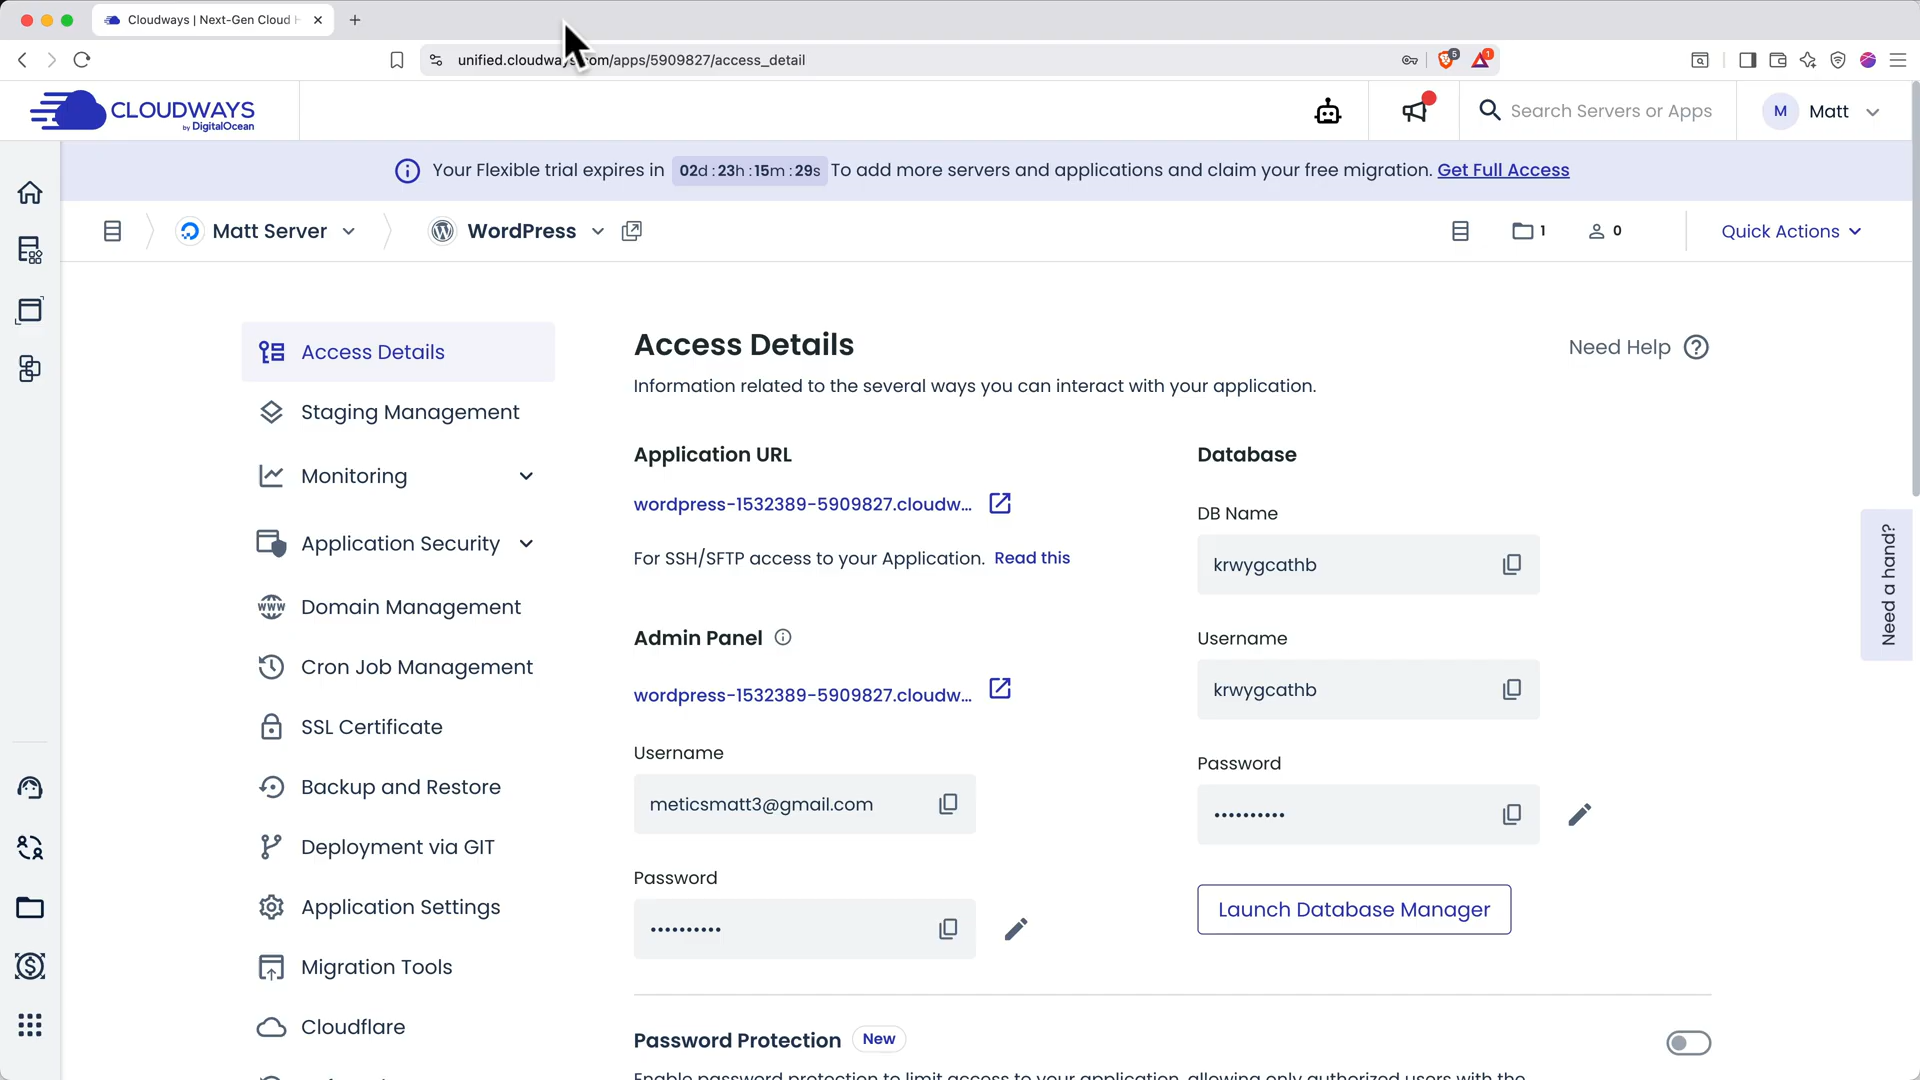 Cloudways | Next-Gen Cloud H
unified.cloudways.com/apps/5909827/access_detail
5
1
CLOUDWAYS
by DigitalOcean
Search Servers or Apps
M
Matt
Your Flexible trial expires in 02d : 23h : 15m : 29s To add more servers and applications and claim your free migration. Get Full Access
Matt Server
WordPress
1
0
Quick Actions
Access Details
Staging Management
Monitoring
Application Security
Domain Management
Cron Job Management
SSL Certificate
Backup and Restore
Deployment via GIT
Application Settings
Migration Tools
Cloudflare
Access Details
Need Help
Information related to the several ways you can interact with your application.
Application URL
wordpress-1532389-5909827.cloudw...
For SSH/SFTP access to your Application. Read this
Admin Panel
wordpress-1532389-5909827.cloudw...
Username
meticsmatt3@gmail.com
Password
••••••••••
Database
DB Name
krwygcathb
Username
krwygcathb
Password
••••••••••
Launch Database Manager
Password Protection New
Enable password protection to limit access to your application, allowing only authorized users with the
Need a hand?
WWW